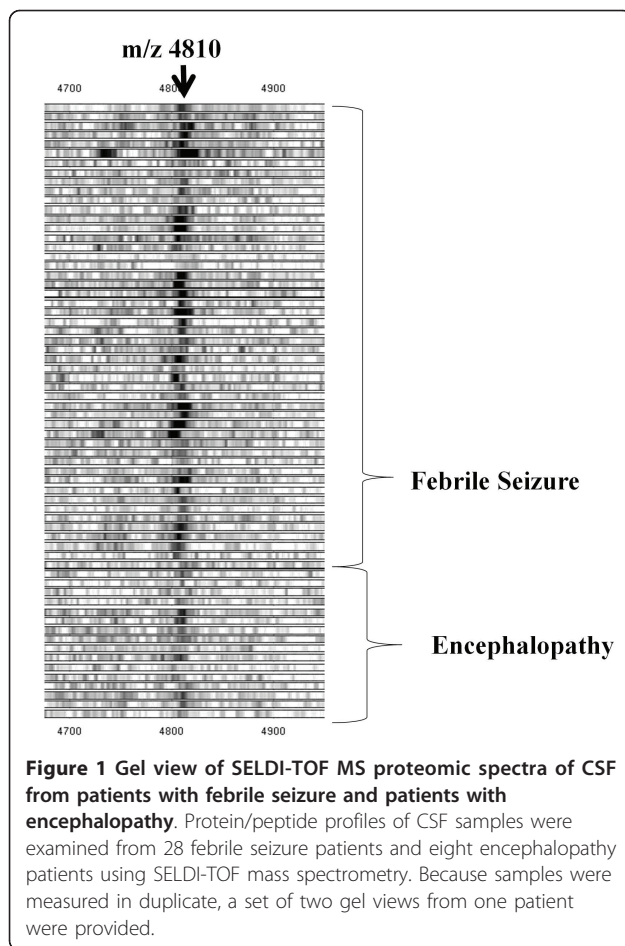 m/z 4810
4700 4800 4900
Febrile Seizure
Encephalopathy
4700 4800 4900
Figure 1 Gel view of SELDI-TOF MS proteomic spectra of CSF
from patients with febrile seizure and patients with
encephalopathy. Protein/peptide profiles of CSF samples were
examined from 28 febrile seizure patients and eight encephalopathy
patients using SELDI-TOF mass spectrometry. Because samples were
measured in duplicate, a set of two gel views from one patient
were provided.